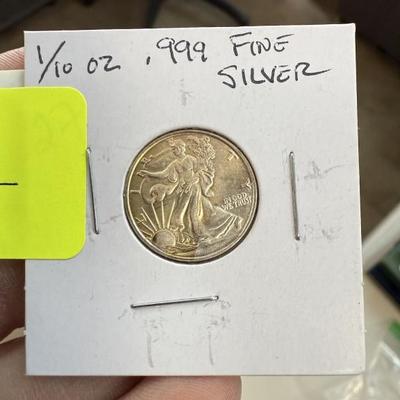 1/10 OZ .999 FINE
SILVER
IN GOD
WE TRUST